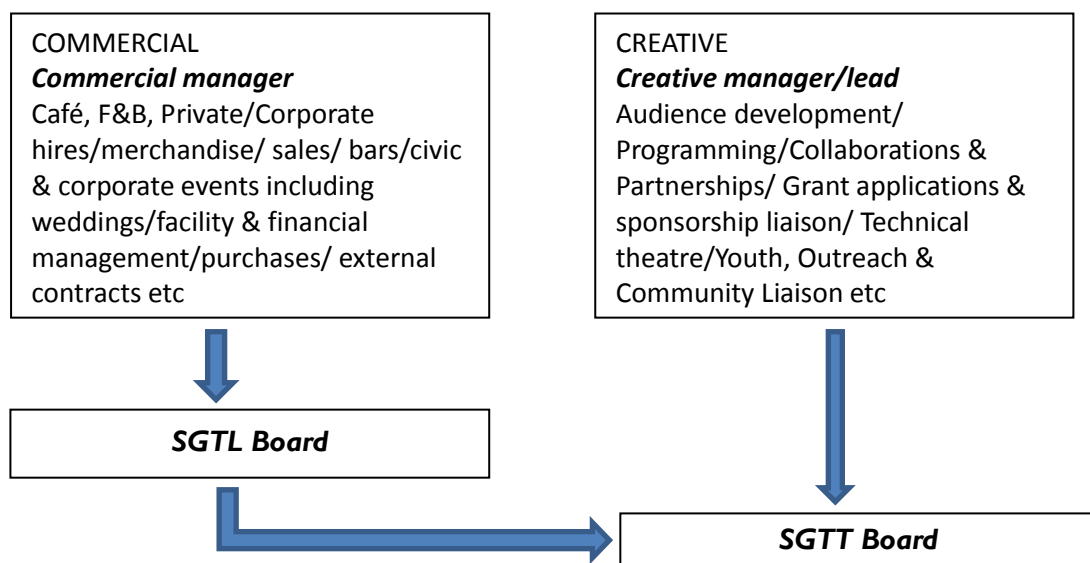 COMMERCIAL
Commercial manager
Café, F&B, Private/Corporate
hires/merchandise/ sales/ bars/civic
& corporate events including
weddings/facility & financial
management/purchases/ external
contracts etc
CREATIVE
Creative manager/lead
Audience development/
Programming/Collaborations &
Partnerships/ Grant applications &
sponsorship liaison/ Technical
theatre/Youth, Outreach &
Community Liaison etc
SGTL Board
SGTT Board